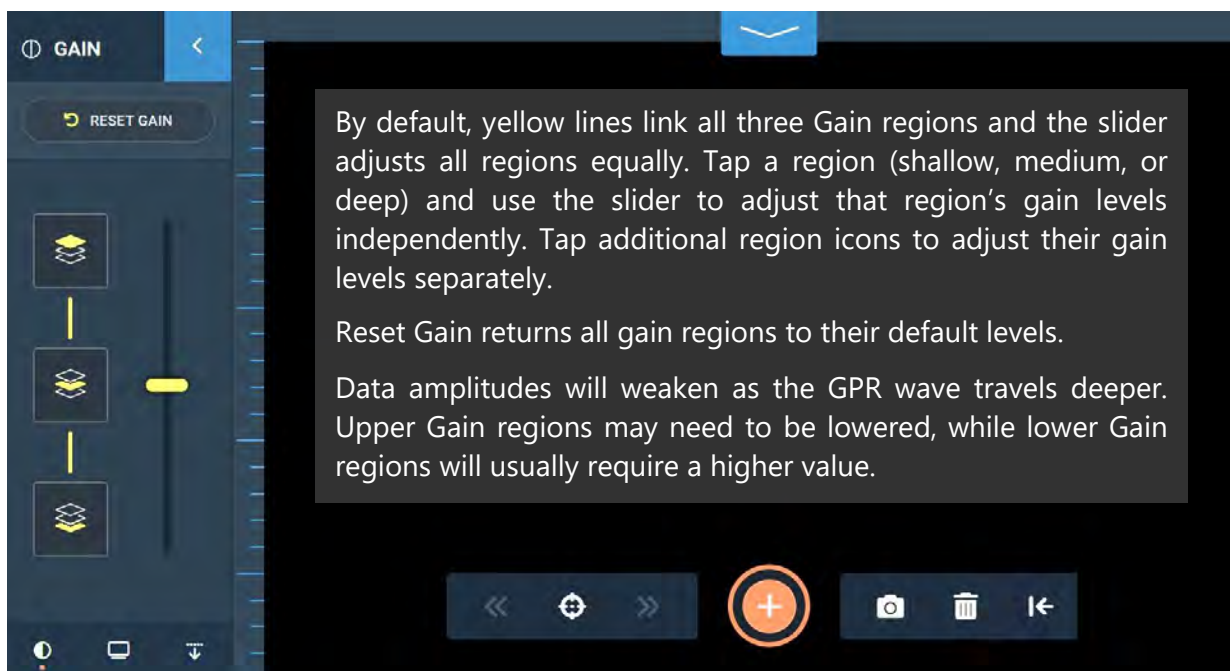 GAIN
RESET GAIN
By default, yellow lines link all three Gain regions and the slider
adjusts all regions equally. Tap a region (shallow, medium, or
deep) and use the slider to adjust that region’s gain levels
independently. Tap additional region icons to adjust their gain
levels separately.
Reset Gain returns all gain regions to their default levels.
Data amplitudes will weaken as the GPR wave travels deeper.
Upper Gain regions may need to be lowered, while lower Gain
regions will usually require a higher value.